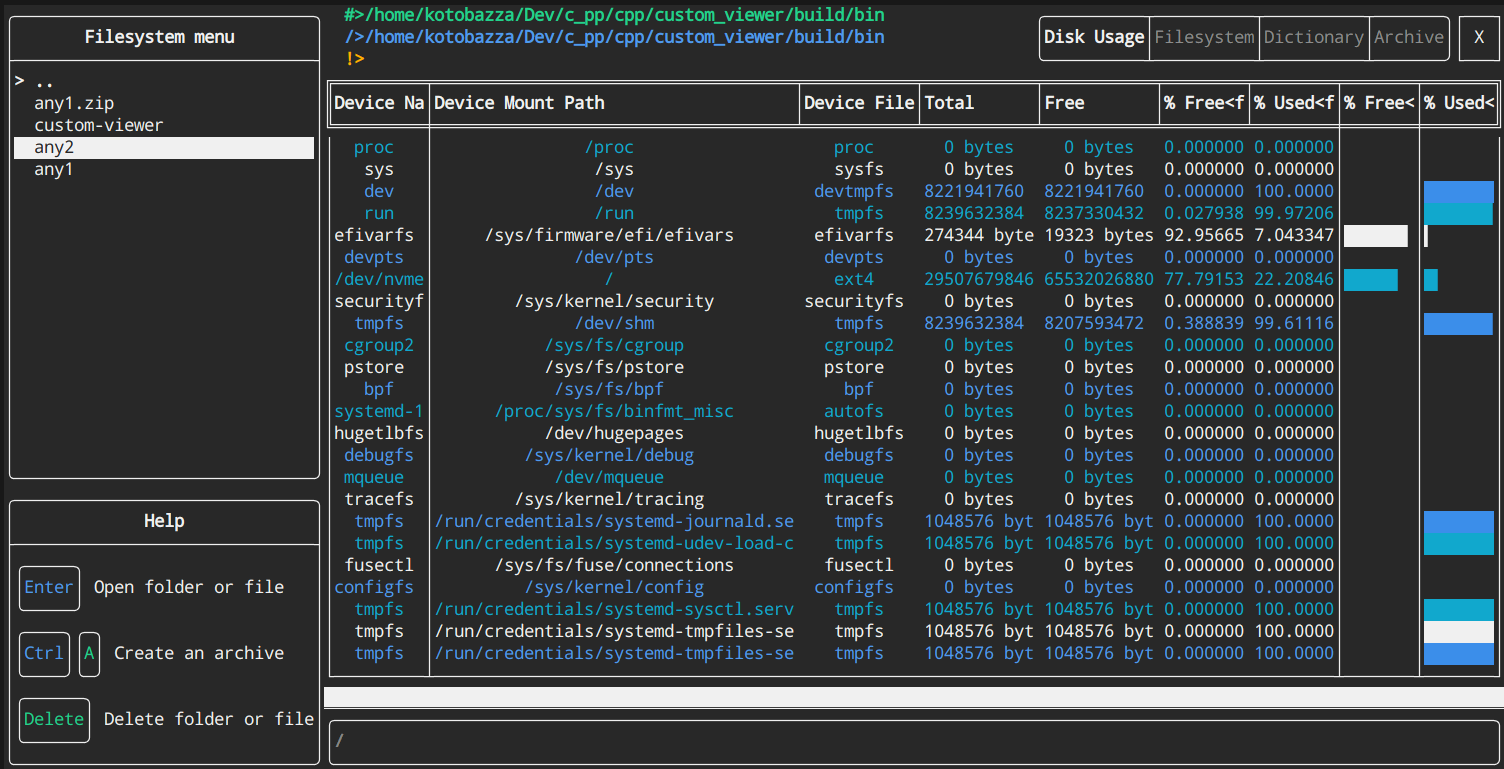 Filesystem menu
> ..
any1.zip
custom-viewer
any2
any1
Help
Enter Open folder or file
Ctrl A Create an archive
Delete Delete folder or file
#>/home/kotobazza/Dev/c_pp/cpp/custom_viewer/build/bin
/>/home/kotobazza/Dev/c_pp/cpp/custom_viewer/build/bin
!>
Disk Usage Filesystem Dictionary Archive X
Device Na Device Mount Path Device File Total Free % Free<f % Used<f % Free< % Used<
proc /proc proc 0 bytes 0 bytes 0.000000 0.000000
sys /sys sysfs 0 bytes 0 bytes 0.000000 0.000000
dev /dev devtmpfs 8221941760 8221941760 0.000000 100.0000
run /run tmpfs 8239632384 8237330432 0.027938 99.97206
efivarfs /sys/firmware/efi/efivars efivarfs 274344 byte 19323 bytes 92.95665 7.043347
devpts /dev/pts devpts 0 bytes 0 bytes 0.000000 0.000000
/dev/nvme / ext4 29507679846 65532026880 77.79153 22.20846
securityf /sys/kernel/security securityfs 0 bytes 0 bytes 0.000000 0.000000
tmpfs /dev/shm tmpfs 8239632384 8207593472 0.388839 99.61116
cgroup2 /sys/fs/cgroup cgroup2 0 bytes 0 bytes 0.000000 0.000000
pstore /sys/fs/pstore pstore 0 bytes 0 bytes 0.000000 0.000000
bpf /sys/fs/bpf bpf 0 bytes 0 bytes 0.000000 0.000000
systemd-1 /proc/sys/fs/binfmt_misc autofs 0 bytes 0 bytes 0.000000 0.000000
hugetlbfs /dev/hugepages hugetlbfs 0 bytes 0 bytes 0.000000 0.000000
debugfs /sys/kernel/debug debugfs 0 bytes 0 bytes 0.000000 0.000000
mqueue /dev/mqueue mqueue 0 bytes 0 bytes 0.000000 0.000000
tracefs /sys/kernel/tracing tracefs 0 bytes 0 bytes 0.000000 0.000000
tmpfs /run/credentials/systemd-journald.se tmpfs 1048576 byt 1048576 byt 0.000000 100.0000
tmpfs /run/credentials/systemd-udev-load-c tmpfs 1048576 byt 1048576 byt 0.000000 100.0000
fusectl /sys/fs/fuse/connections fusectl 0 bytes 0 bytes 0.000000 0.000000
configfs /sys/kernel/config configfs 0 bytes 0 bytes 0.000000 0.000000
tmpfs /run/credentials/systemd-sysctl.serv tmpfs 1048576 byt 1048576 byt 0.000000 100.0000
tmpfs /run/credentials/systemd-tmpfiles-se tmpfs 1048576 byt 1048576 byt 0.000000 100.0000
tmpfs /run/credentials/systemd-tmpfiles-se tmpfs 1048576 byt 1048576 byt 0.000000 100.0000
/